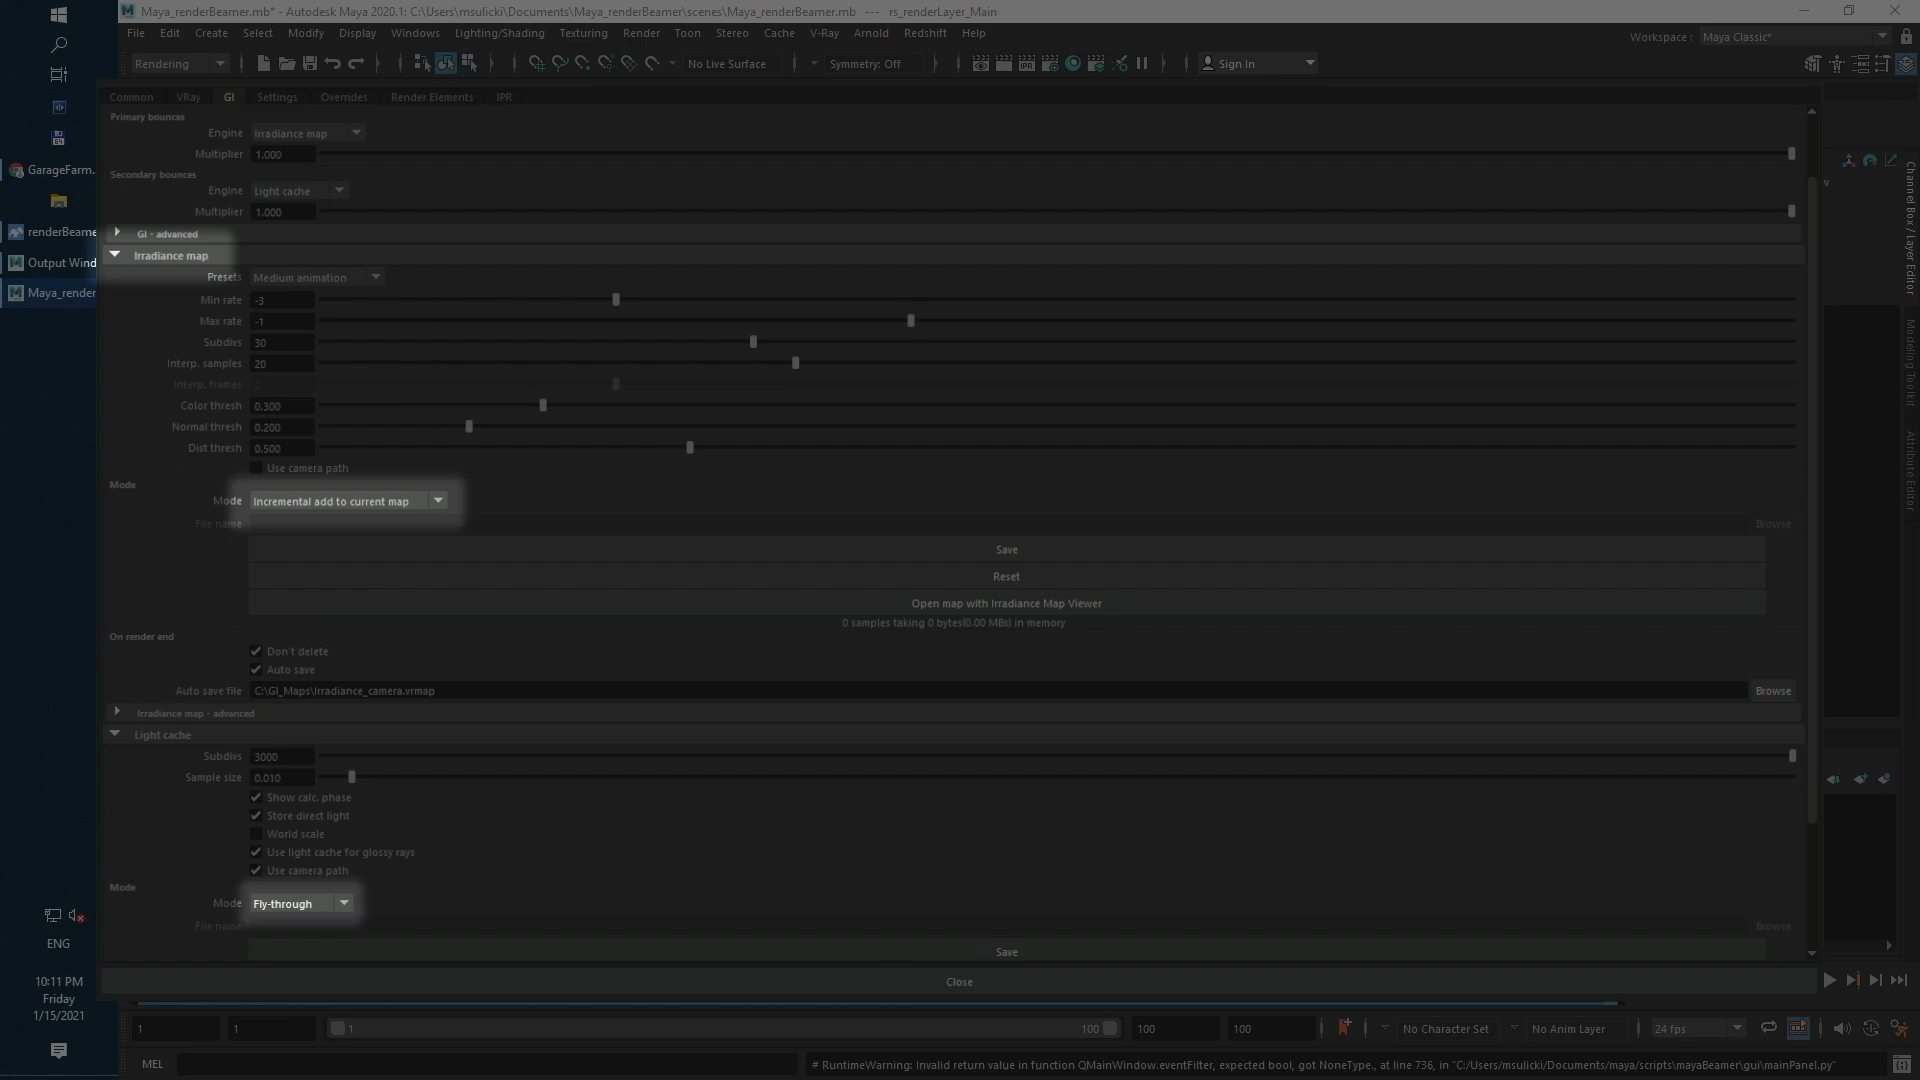 Maya_renderBeamer.mb* - Autodesk Maya 2020.1: C:\Users\msulicki\Documents\Maya_renderBeamer\scenes\Maya_renderBeamer.mb --- rs_renderLayer_Main
File Edit Create Select Modify Display Windows Lighting/Shading Texturing Render Toon Stereo Cache V-Ray Arnold Redshift Help
Workspace : Maya Classic*
Rendering No Live Surface Symmetry: Off IPR Sign In
Common VRay GI Settings Overrides Render Elements IPR
Primary bounces
Engine Irradiance map
Multiplier 1.000
Secondary bounces
Engine Light cache
Multiplier 1.000
GI - advanced
Irradiance map
Presets Medium animation
Min rate -3
Max rate -1
Subdivs 30
Interp. samples 20
Interp. frames 2
Color thresh 0.300
Normal thresh 0.200
Dist thresh 0.500
Use camera path
Mode
Mode Incremental add to current map
File name Browse
Save
Reset
Open map with Irradiance Map Viewer
0 samples taking 0 bytes(0.00 MBs) in memory
On render end
Don't delete
Auto save
Auto save file C:\GI_Maps\Irradiance_camera.vrmap Browse
Irradiance map - advanced
Light cache
Subdivs 3000
Sample size 0.010
Show calc. phase
Store direct light
World scale
Use light cache for glossy rays
Use camera path
Mode
Mode Fly-through
File name Browse
Save
Close
GarageFarm.
renderBeame
Output Wind
Maya_render
ENG
10:11 PM
Friday
1/15/2021
Channel Box / Layer Editor
Modeling Toolkit
Attribute Editor
1 1 1 100 100 100 No Character Set No Anim Layer 24 fps
MEL # RuntimeWarning: Invalid return value in function QMainWindow.eventFilter, expected bool, got NoneType., at line 736, in "C:/Users/msulicki/Documents/maya/scripts\mayaBeamer\gui\mainPanel.py"